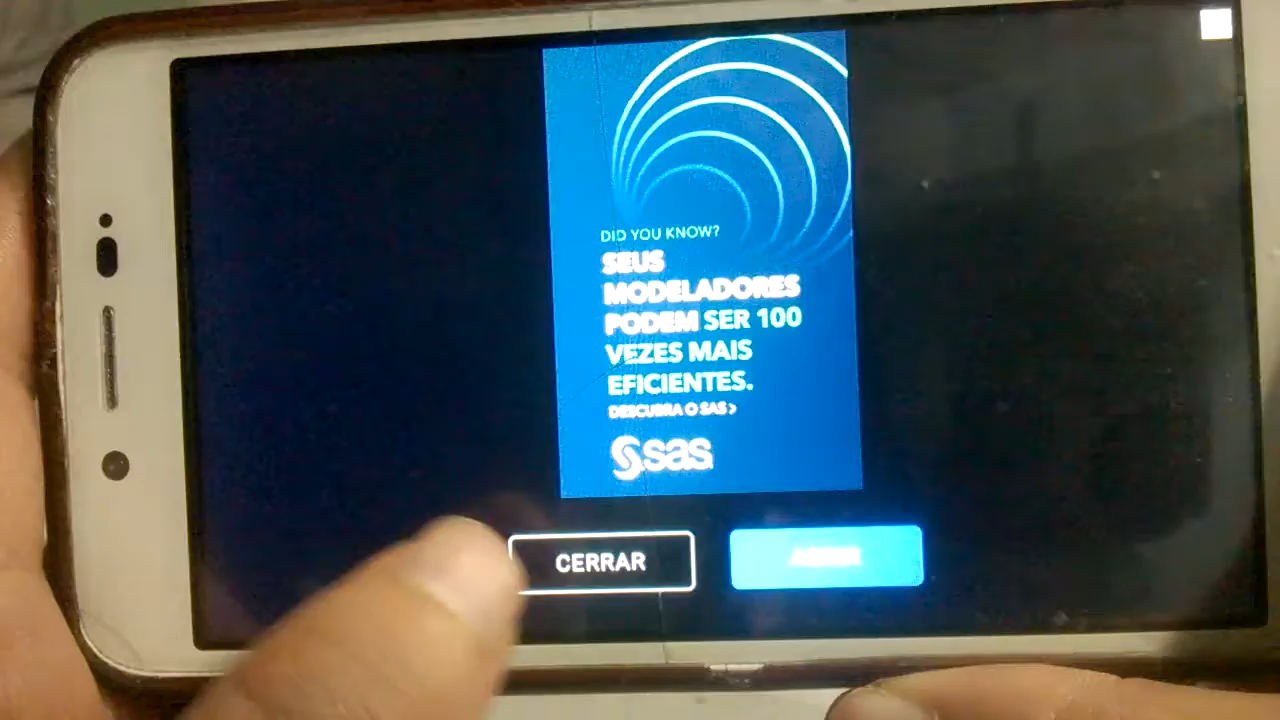 DID YOU KNOW?
SEUS
MODELADORES
PODEM SER 100
VEZES MAIS
EFICIENTES.
DESCUBRA O SAS >
sas
CERRAR